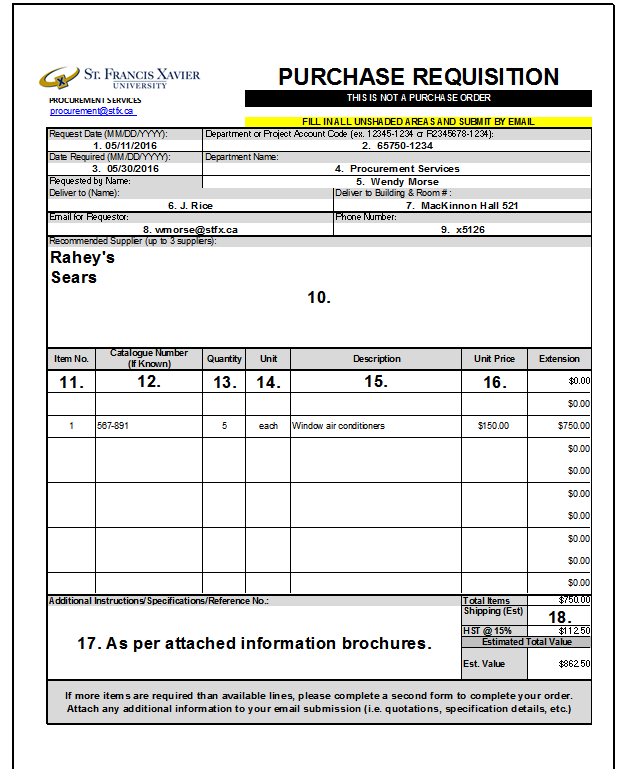 ST. FRANCIS XAVIER
UNIVERSITY
PROCUREMENT SERVICES
procurement@stfx.ca
PURCHASE REQUISITION
THIS IS NOT A PURCHASE ORDER
FILL IN ALL UNSHADED AREAS AND SUBMIT BY EMAIL
Request Date (MM/DD/YYYY): Department or Project Account Code (ex. 12345-1234 or R2345678-1234):
1. 05/11/2016 2. 65750-1234
Date Required (MM/DD/YYYY): Department Name:
3. 05/30/2016 4. Procurement Services
Requested by Name: 5. Wendy Morse
Deliver to (Name): Deliver to Building & Room # :
6. J. Rice 7. MacKinnon Hall 521
Email for Requestor: Phone Number:
8. wmorse@stfx.ca 9. x5126
Recommended Supplier (up to 3 suppliers):
Rahey's
Sears
10.
Item No. Catalogue Number (If Known) Quantity Unit Description Unit Price Extension
11. 12. 13. 14. 15. 16. $0.00
$0.00
1 567-891 5 each Window air conditioners $150.00 $750.00
$0.00
$0.00
$0.00
$0.00
$0.00
$0.00
$0.00
Additional Instructions/Specifications/Reference No.: Total Items $750.00
Shipping (Est) 18.
HST @ 15% $112.50
17. As per attached information brochures. Estimated Total Value
Est. Value $862.50
If more items are required than available lines, please complete a second form to complete your order.
Attach any additional information to your email submission (i.e. quotations, specification details, etc.)